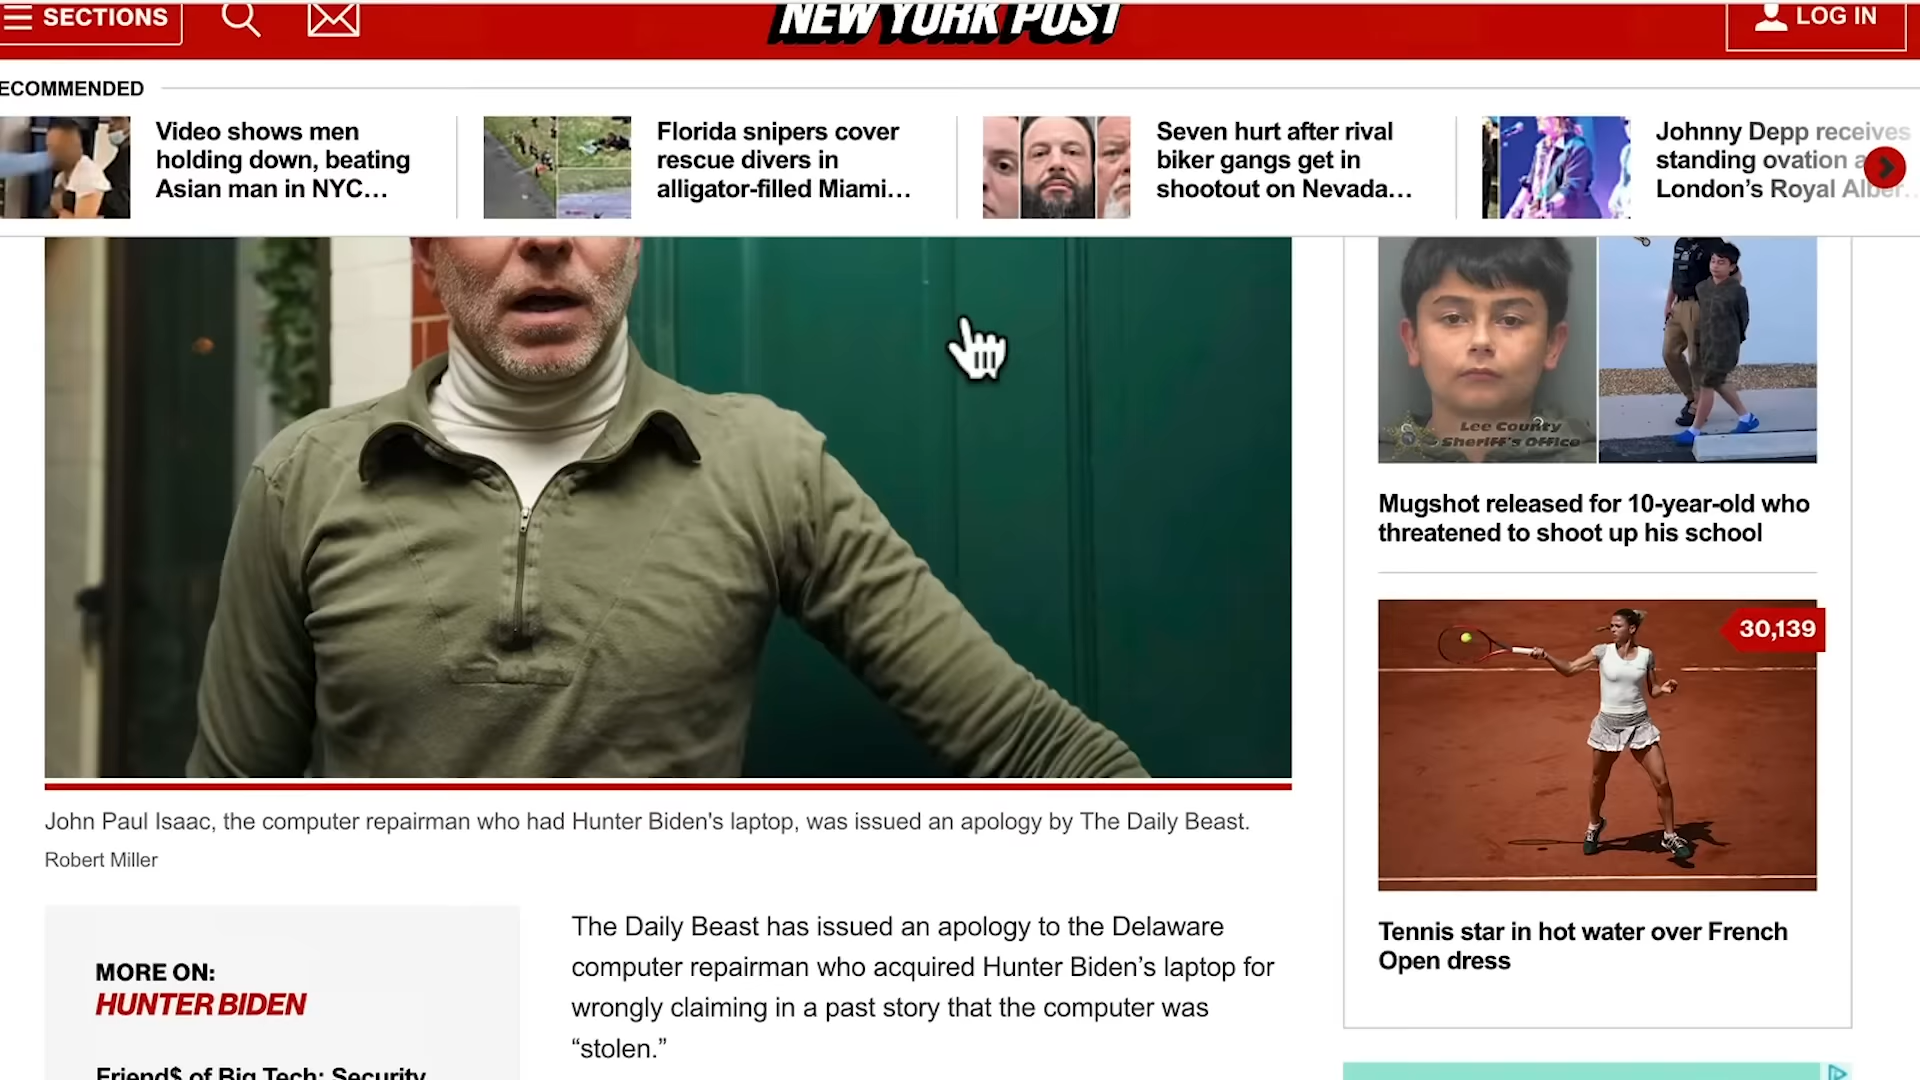 SECTIONS
NEW YORK POST
LOG IN
ECOMMENDED
Video shows men
holding down, beating
Asian man in NYC...
Florida snipers cover
rescue divers in
alligator-filled Miami...
Seven hurt after rival
biker gangs get in
shootout on Nevada...
Johnny Depp receives
standing ovation a
London’s Royal Alber...
Lee County
Sheriff's Office
Mugshot released for 10-year-old who
threatened to shoot up his school
30,139
Tennis star in hot water over French
Open dress
John Paul Isaac, the computer repairman who had Hunter Biden's laptop, was issued an apology by The Daily Beast.
Robert Miller
MORE ON:
HUNTER BIDEN
Friend$ of Big Tech: Security
The Daily Beast has issued an apology to the Delaware
computer repairman who acquired Hunter Biden’s laptop for
wrongly claiming in a past story that the computer was
“stolen.”